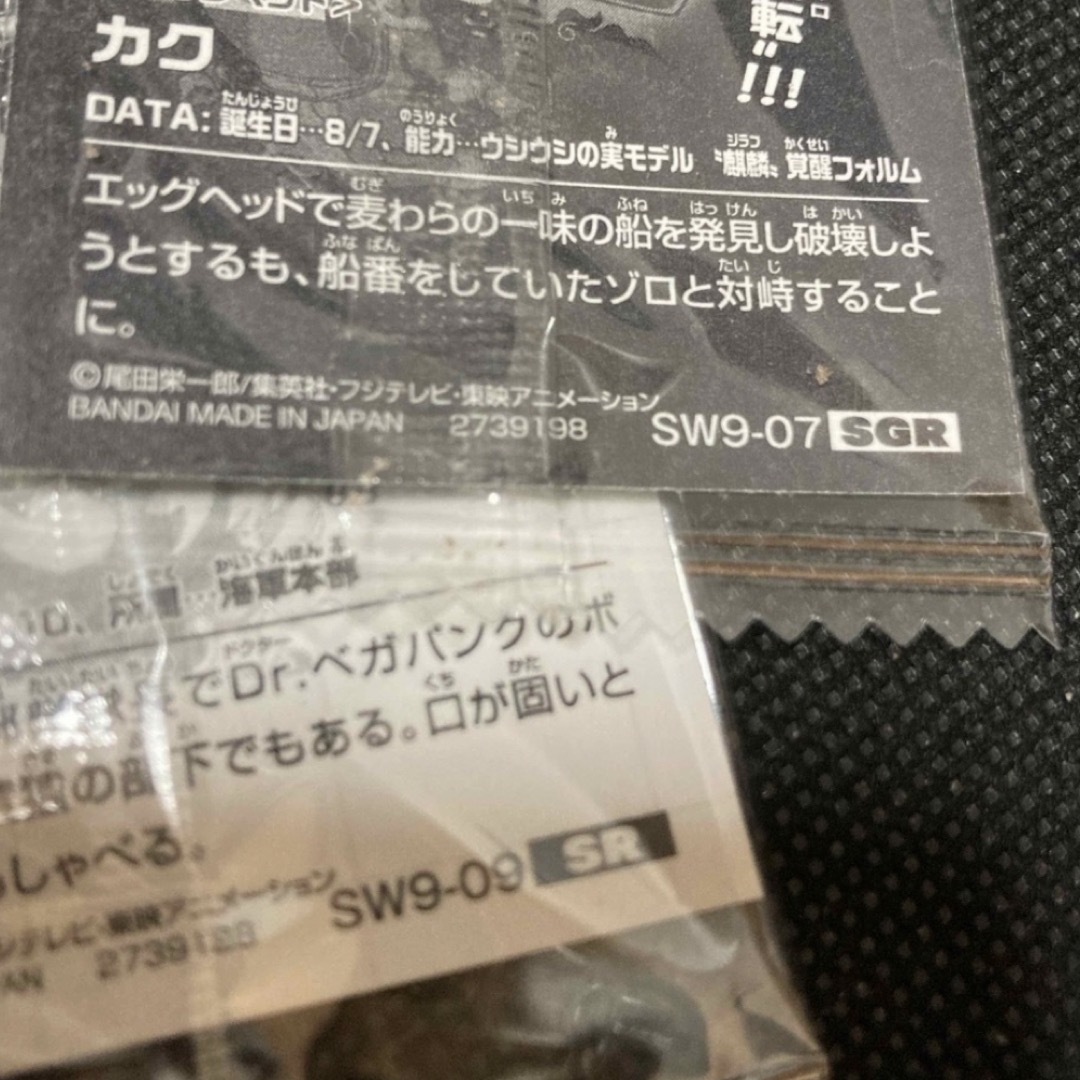 ロ
転"!!!
カク
DATA: 誕生日…8/7、能力…ウシウシの実モデル "麒麟" 覚醒フォルム
エッグヘッドで麦わらの一味の船を発見し破壊しよ
うとするも、船番をしていたゾロと対峙すること
に。
©尾田栄一郎/集英社・フジテレビ・東映アニメーション
BANDAI MADE IN JAPAN 2739198 SW9-07 SGR
海軍本部
でDr.ベガパンクのボ
の部下でもある。口が固いと
しゃべる。
ジテレビ・東映アニメーション
PAN 2739198 SW9-09 SR